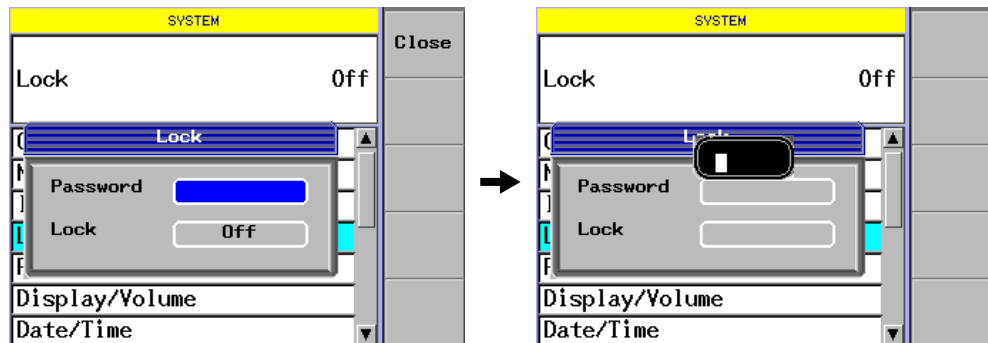 SYSTEM
Close
Lock Off
Lock
Password
Lock Off
Display/Volume
Date/Time
SYSTEM
Lock Off
Password
Lock
Display/Volume
Date/Time